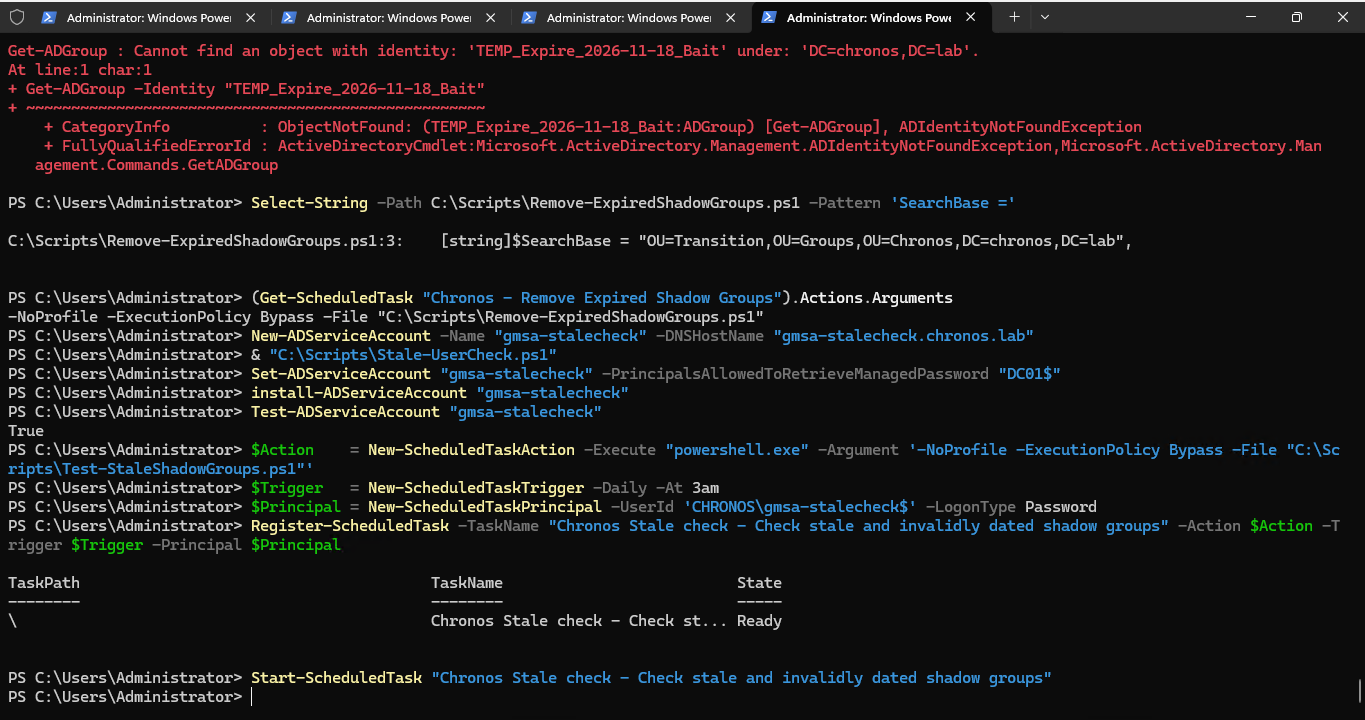 Administrator: Windows Power
Administrator: Windows Power
Administrator: Windows Power
Administrator: Windows Powe
Get-ADGroup : Cannot find an object with identity: 'TEMP_Expire_2026-11-18_Bait' under: 'DC=chronos,DC=lab'.
At line:1 char:1
+ Get-ADGroup -Identity "TEMP_Expire_2026-11-18_Bait"
+ ~~~~~~~~~~~~~~~~~~~~~~~~~~~~~~~~~~~~~~~~~~~~~~~~~~~
+ CategoryInfo          : ObjectNotFound: (TEMP_Expire_2026-11-18_Bait:ADGroup) [Get-ADGroup], ADIdentityNotFoundException
+ FullyQualifiedErrorId : ActiveDirectoryCmdlet:Microsoft.ActiveDirectory.Management.ADIdentityNotFoundException,Microsoft.ActiveDirectory.Man
agement.Commands.GetADGroup
PS C:\Users\Administrator> Select-String -Path C:\Scripts\Remove-ExpiredShadowGroups.ps1 -Pattern 'SearchBase ='
C:\Scripts\Remove-ExpiredShadowGroups.ps1:3:    [string]$SearchBase = "OU=Transition,OU=Groups,OU=Chronos,DC=chronos,DC=lab",
PS C:\Users\Administrator> (Get-ScheduledTask "Chronos - Remove Expired Shadow Groups").Actions.Arguments
-NoProfile -ExecutionPolicy Bypass -File "C:\Scripts\Remove-ExpiredShadowGroups.ps1"
PS C:\Users\Administrator> New-ADServiceAccount -Name "gmsa-stalecheck" -DNSHostName "gmsa-stalecheck.chronos.lab"
PS C:\Users\Administrator> & "C:\Scripts\Stale-UserCheck.ps1"
PS C:\Users\Administrator> Set-ADServiceAccount "gmsa-stalecheck" -PrincipalsAllowedToRetrieveManagedPassword "DC01$"
PS C:\Users\Administrator> install-ADServiceAccount "gmsa-stalecheck"
PS C:\Users\Administrator> Test-ADServiceAccount "gmsa-stalecheck"
True
PS C:\Users\Administrator> $Action    = New-ScheduledTaskAction -Execute "powershell.exe" -Argument '-NoProfile -ExecutionPolicy Bypass -File "C:\Sc
ripts\Test-StaleShadowGroups.ps1"'
PS C:\Users\Administrator> $Trigger   = New-ScheduledTaskTrigger -Daily -At 3am
PS C:\Users\Administrator> $Principal = New-ScheduledTaskPrincipal -UserId 'CHRONOS\gmsa-stalecheck$' -LogonType Password
PS C:\Users\Administrator> Register-ScheduledTask -TaskName "Chronos Stale check - Check stale and invalidly dated shadow groups" -Action $Action -T
rigger $Trigger -Principal $Principal
TaskPath                                       TaskName                          State
--------                                       --------                          -----
\                                              Chronos Stale check - Check st... Ready
PS C:\Users\Administrator> Start-ScheduledTask "Chronos Stale check - Check stale and invalidly dated shadow groups"
PS C:\Users\Administrator>